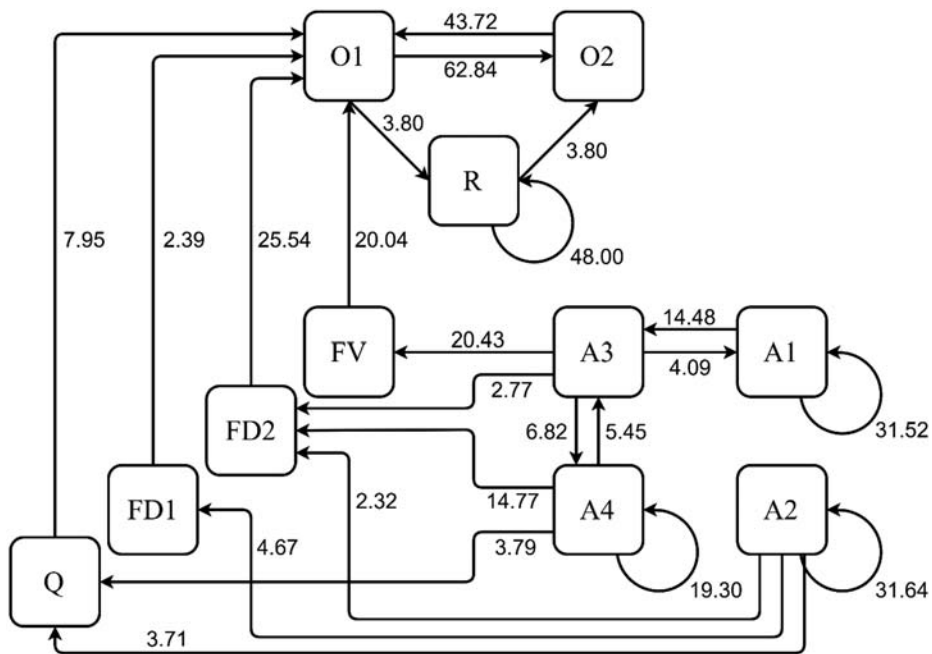 43.72
O1
O2
62.84
3.80
3.80
R
7.95
2.39
25.54
20.04
48.00
14.48
FV
20.43
A3
A1
4.09
2.77
FD2
6.82
5.45
31.52
2.32
14.77
FD1
A4
A2
4.67
3.79
Q
19.30
31.64
3.71